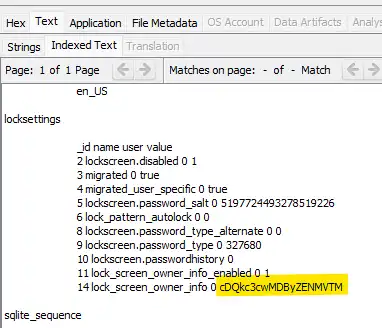 Hex Text Application File Metadata OS Account Data Artifacts Analys
Strings Indexed Text Translation
Page: 1 of 1 Page Matches on page: - of - Match
en_US
locksettings
_id name user value
2 lockscreen.disabled 0 1
3 migrated 0 true
4 migrated_user_specific 0 true
5 lockscreen.password_salt 0 5197724493278519226
6 lock_pattern_autolock 0 0
8 lockscreen.password_type_alternate 0 0
9 lockscreen.password_type 0 327680
10 lockscreen.passwordhistory 0
11 lock_screen_owner_info_enabled 0 1
14 lock_screen_owner_info 0 cDQkc3cwMDByZENMVTM
sqlite_sequence